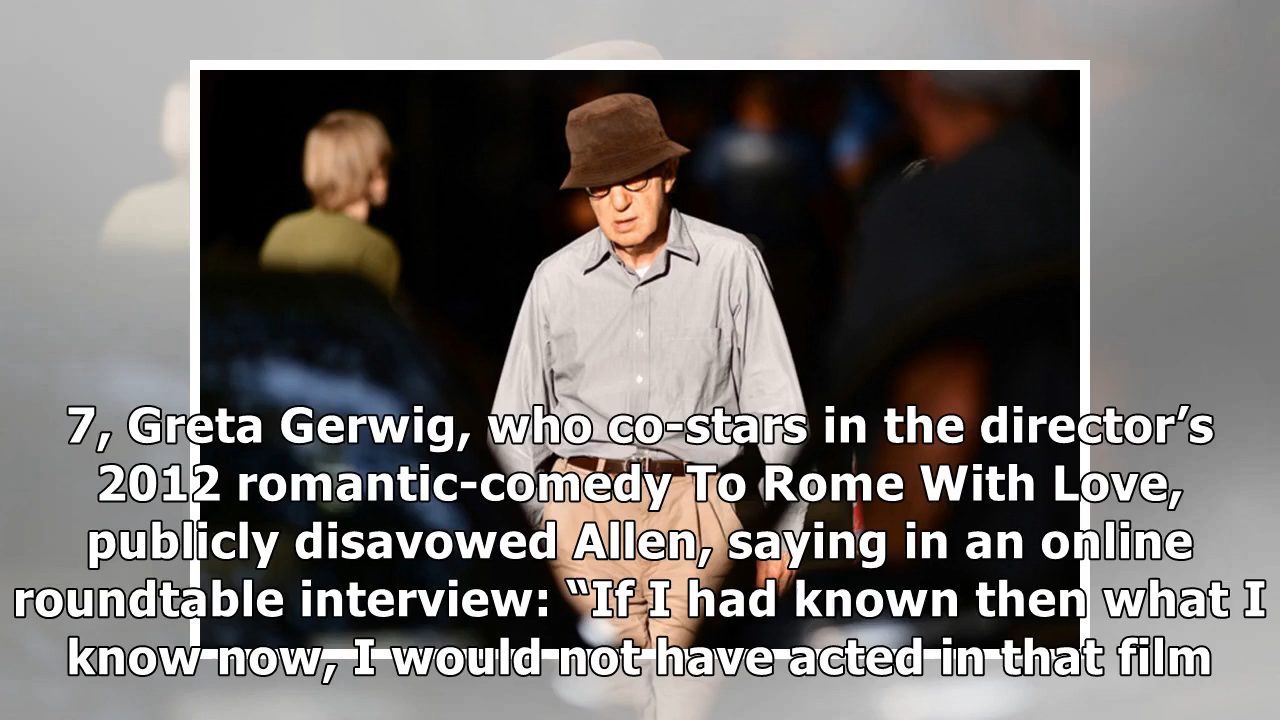 7, Greta Gerwig, who co-stars in the director’s
2012 romantic-comedy To Rome With Love,
publicly disavowed Allen, saying in an online
roundtable interview: “If I had known then what I
know now, I would not have acted in that film